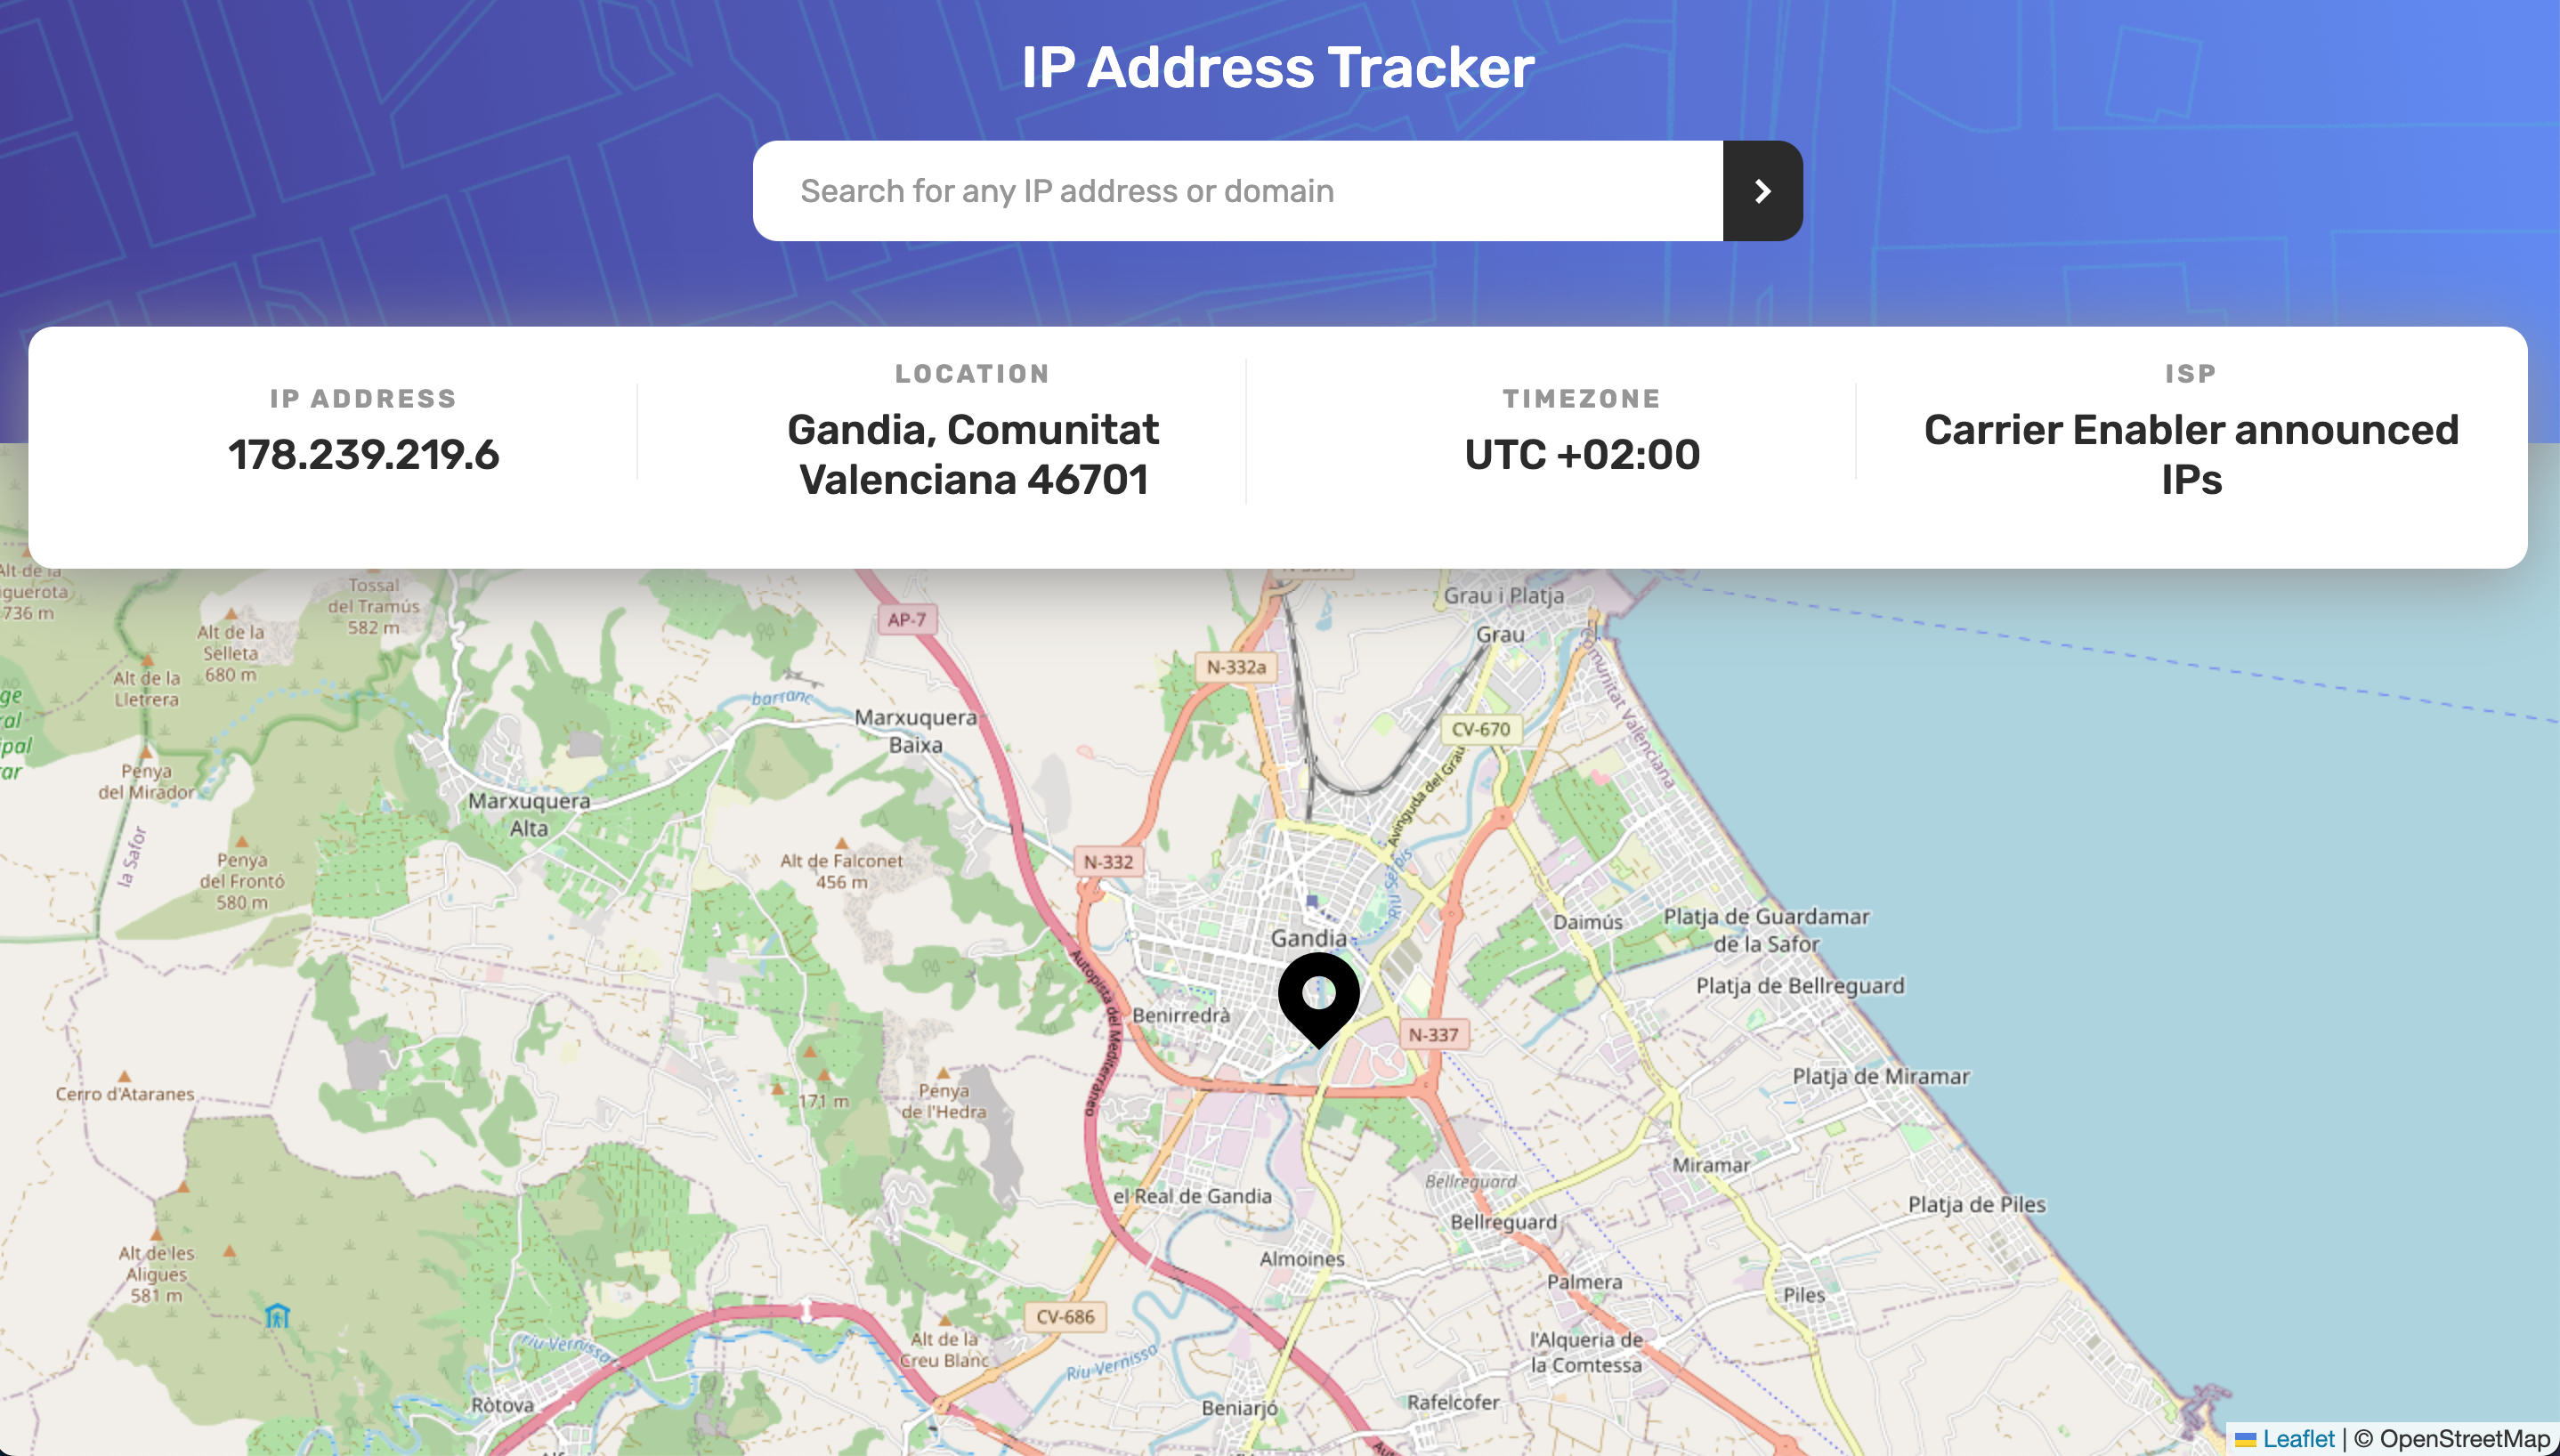 IP Address Tracker
Search for any IP address or domain
IP ADDRESS
178.239.219.6
LOCATION
Gandia, Comunitat
Valenciana 46701
TIMEZONE
UTC +02:00
ISP
Carrier Enabler announced
IPs
736 m
Tossal
del Tramús
582 m
Alt de la
Selleta
680 m
Alt de la
Lletrera
Penya
del Mirador
la Safor
Penya
del Frontó
580 m
Marxuquera
Alta
barranc
Marxuquera
Baixa
AP-7
N-332a
Grau i Platja
Grau
CV-670
Comunitat Valenciana
Avinguda del Grau
Riu Serpis
N-332
Alt de Falconet
456 m
Gandia
Daimús
Platja de Guardamar
de la Safor
Platja de Bellreguard
Autopista del Mediterráneo
Benirredrà
N-337
Platja de Miramar
Cerro d'Ataranes
171 m
Penya
de l'Hedra
Miramar
Bellreguard
Bellreguard
el Real de Gandia
Platja de Piles
Almoines
Alt de les
Aligues
581 m
Palmera
Piles
CV-686
Alt de la
Creu Blanc
Riu Vernissa
Riu Vernissa
l'Alqueria de
la Comtessa
Ròtova
Beniarjó
Rafelcofer
Leaflet | © OpenStreetMap